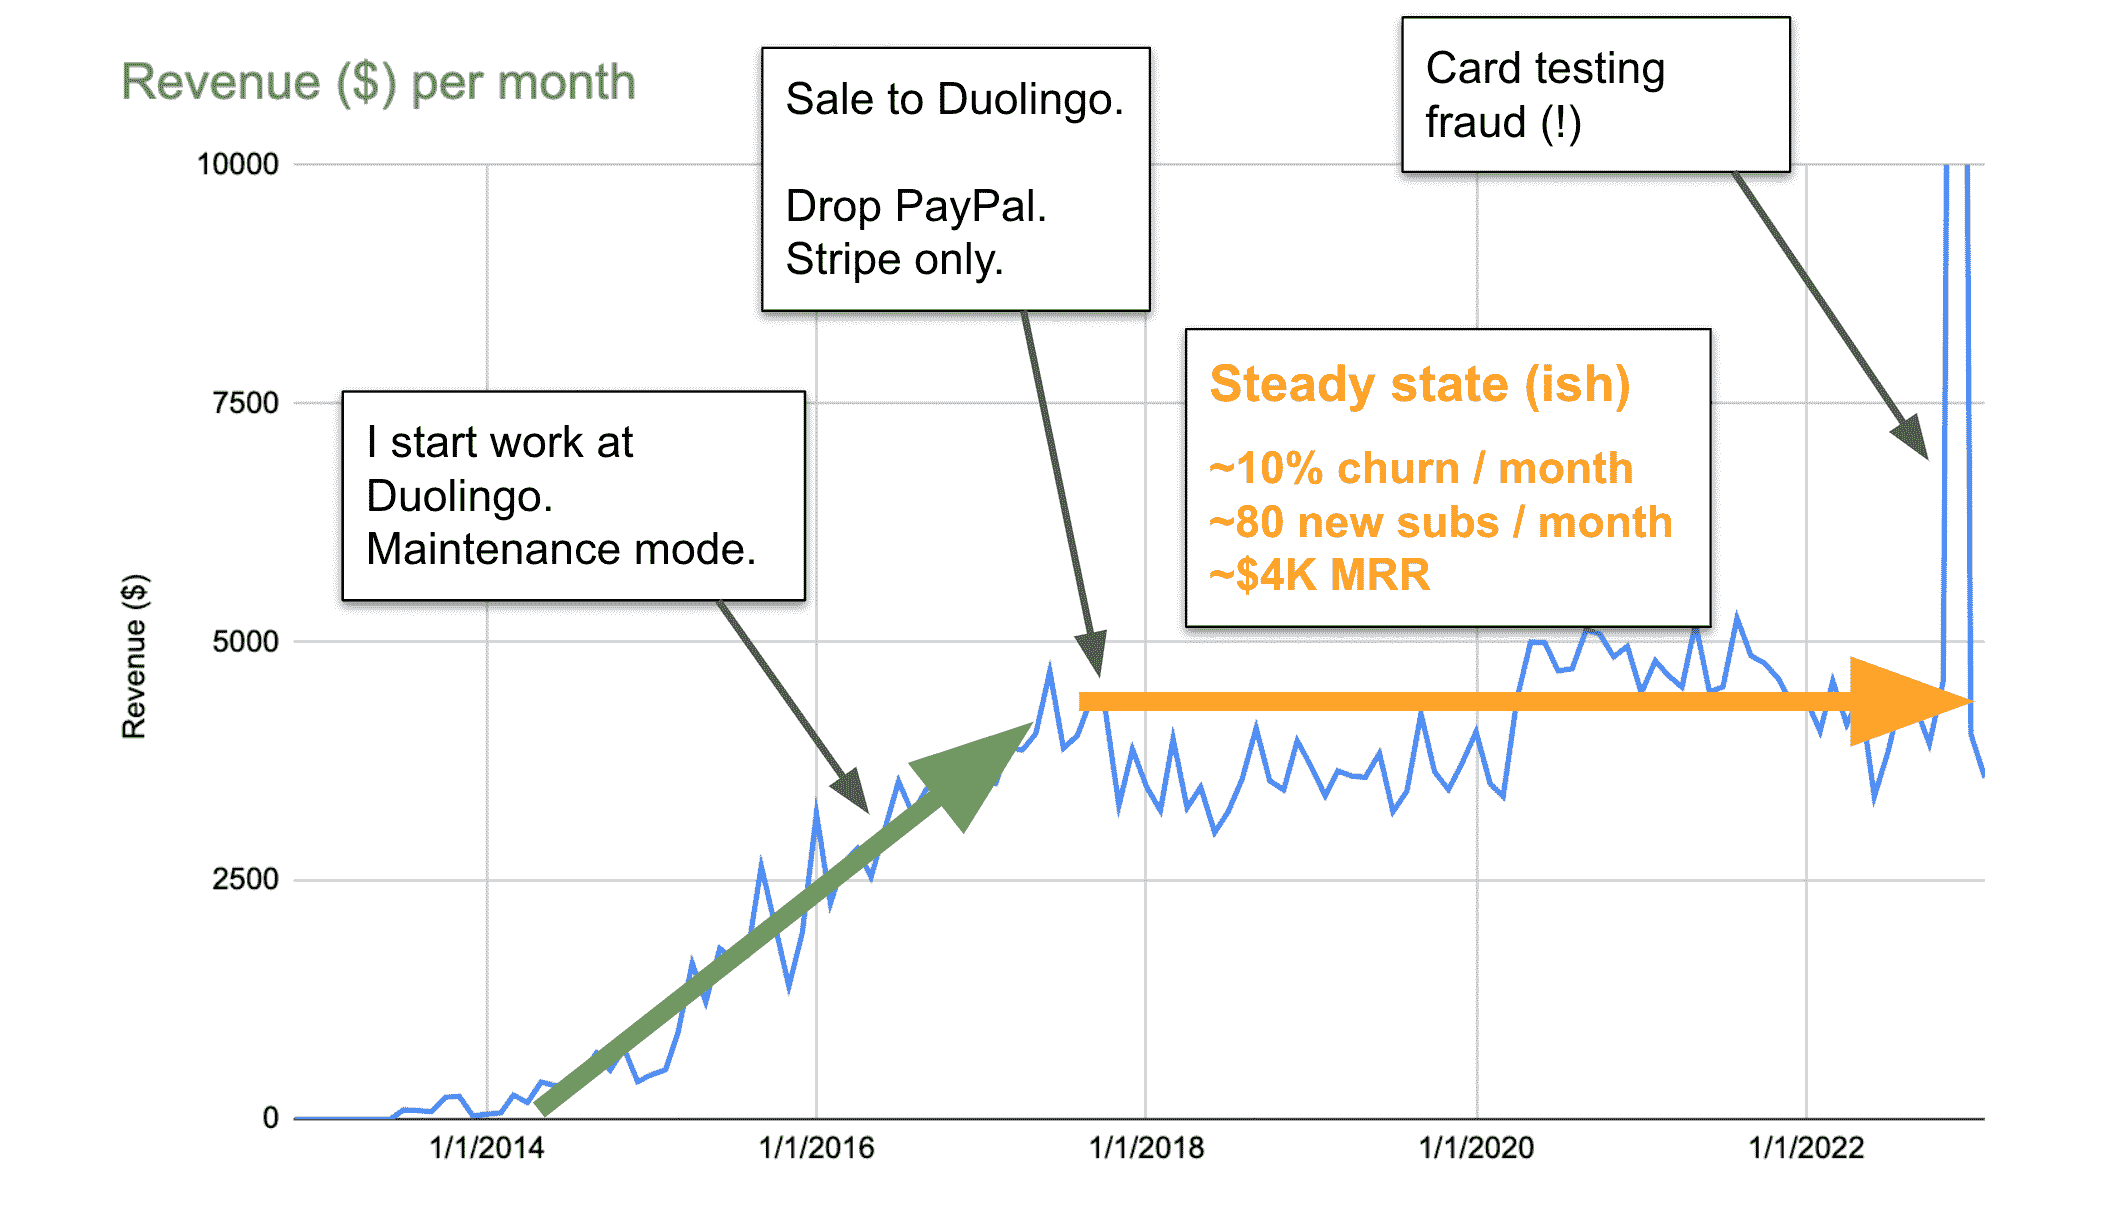 Revenue ($) per month
Sale to Duolingo.
Drop PayPal.
Stripe only.
Card testing
fraud (!)
I start work at
Duolingo.
Maintenance mode.
Steady state (ish)
~10% churn / month
~80 new subs / month
~$4K MRR
Revenue ($)
10000
7500
5000
2500
0
1/1/2014
1/1/2016
1/1/2018
1/1/2020
1/1/2022